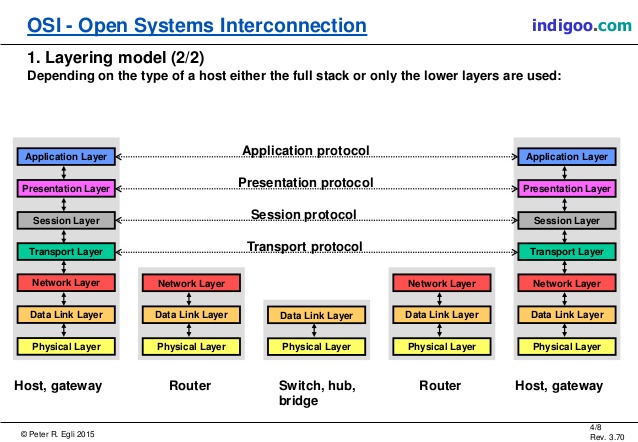 OSI - Open Systems Interconnection
indigoo.com
1. Layering model (2/2)
Depending on the type of a host either the full stack or only the lower layers are used:
Application Layer
Application protocol
Application Layer
Presentation Layer
Presentation protocol
Presentation Layer
Session Layer
Session protocol
Session Layer
Transport Layer
Transport protocol
Transport Layer
Network Layer
Network Layer
Network Layer
Network Layer
Data Link Layer
Data Link Layer
Data Link Layer
Data Link Layer
Data Link Layer
Physical Layer
Physical Layer
Physical Layer
Physical Layer
Physical Layer
Host, gateway
Router
Switch, hub,
bridge
Router
Host, gateway
© Peter R. Egli 2015
4/8
Rev. 3.70